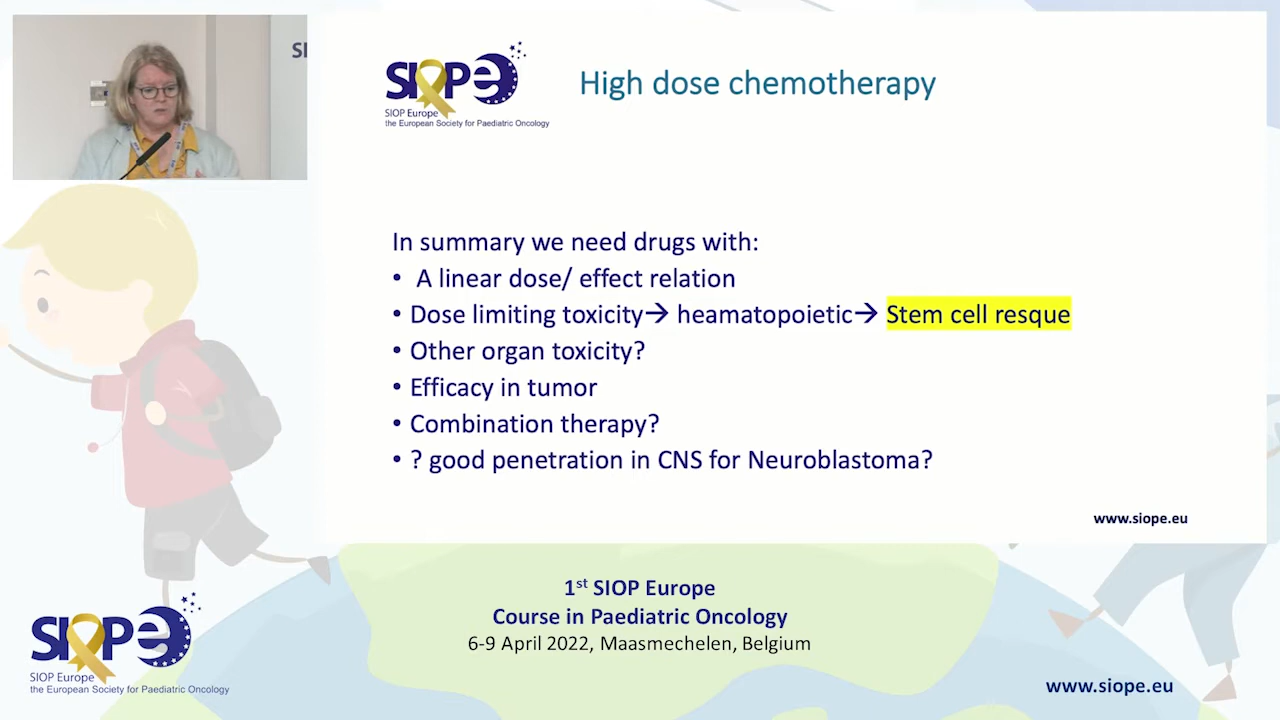 SI
SIOPe
SIOP Europe
the European Society for Paediatric Oncology
High dose chemotherapy
In summary we need drugs with:
• A linear dose/ effect relation
• Dose limiting toxicity→ heamatopoietic→ Stem cell resque
• Other organ toxicity?
• Efficacy in tumor
• Combination therapy?
• ? good penetration in CNS for Neuroblastoma?
www.siope.eu
1st SIOP Europe
Course in Paediatric Oncology
6-9 April 2022, Maasmechelen, Belgium
SIOPe
SIOP Europe
the European Society for Paediatric Oncology
www.siope.eu